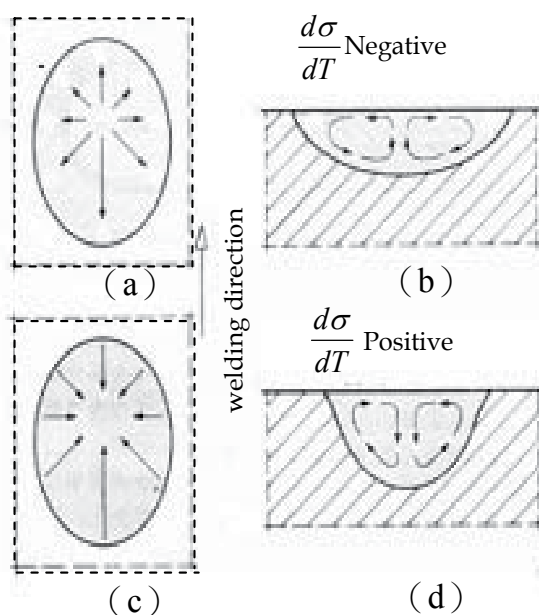 dσ/dT Negative
(a)
(b)
welding direction
dσ/dT Positive
(c)
(d)